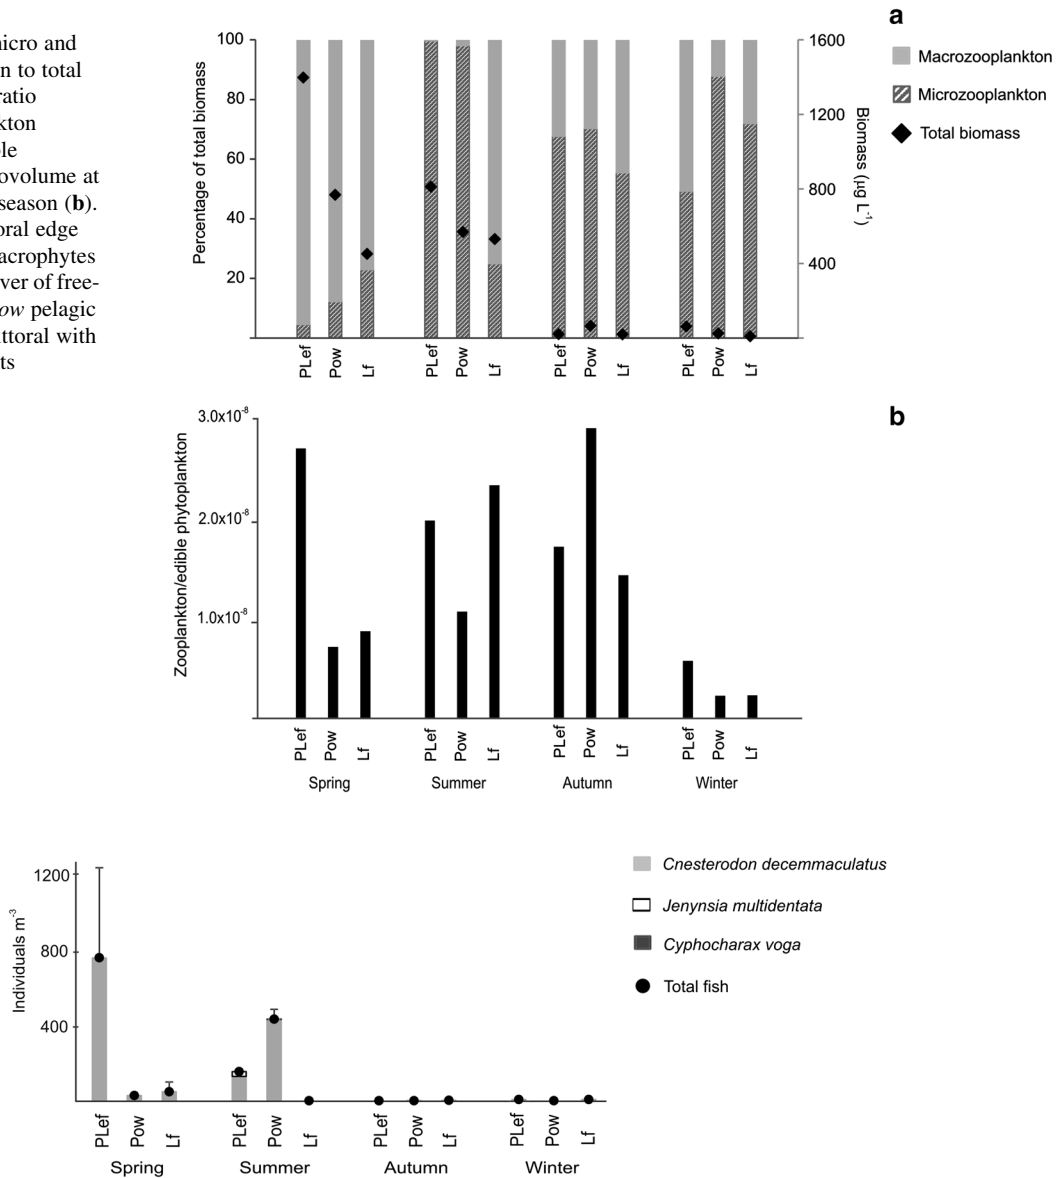 nicro and
n to total
ratio
kton
le
ovolume at
season (b).
oral edge
acrophytes
ver of free-
ow pelagic
ittoral with
ts
a
100
80
60
40
20
Percentage of total biomass
1600
1200
800
400
Biomass (µg L-1)
Macrozooplankton
Microzooplankton
Total biomass
PLef Pow Lf PLef Pow Lf PLef Pow Lf PLef Pow Lf
b
3.0x10-8
2.0x10-8
1.0x10-8
Zooplankton/edible phytoplankton
PLef Pow Lf PLef Pow Lf PLef Pow Lf PLef Pow Lf
Spring Summer Autumn Winter
1200
800
400
Individuals m-3
Cnesterodon decemmaculatus
Jenynsia multidentata
Cyphocharax voga
Total fish
PLef Pow Lf PLef Pow Lf PLef Pow Lf PLef Pow Lf
Spring Summer Autumn Winter